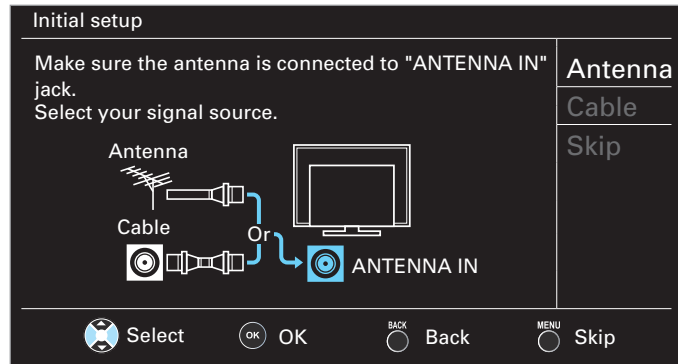 Initial setup
Make sure the antenna is connected to "ANTENNA IN"
jack.
Select your signal source.
Antenna
Cable
Skip
Antenna
Cable
Or
ANTENNA IN
Select
OK
OK
BACK
Back
MENU
Skip